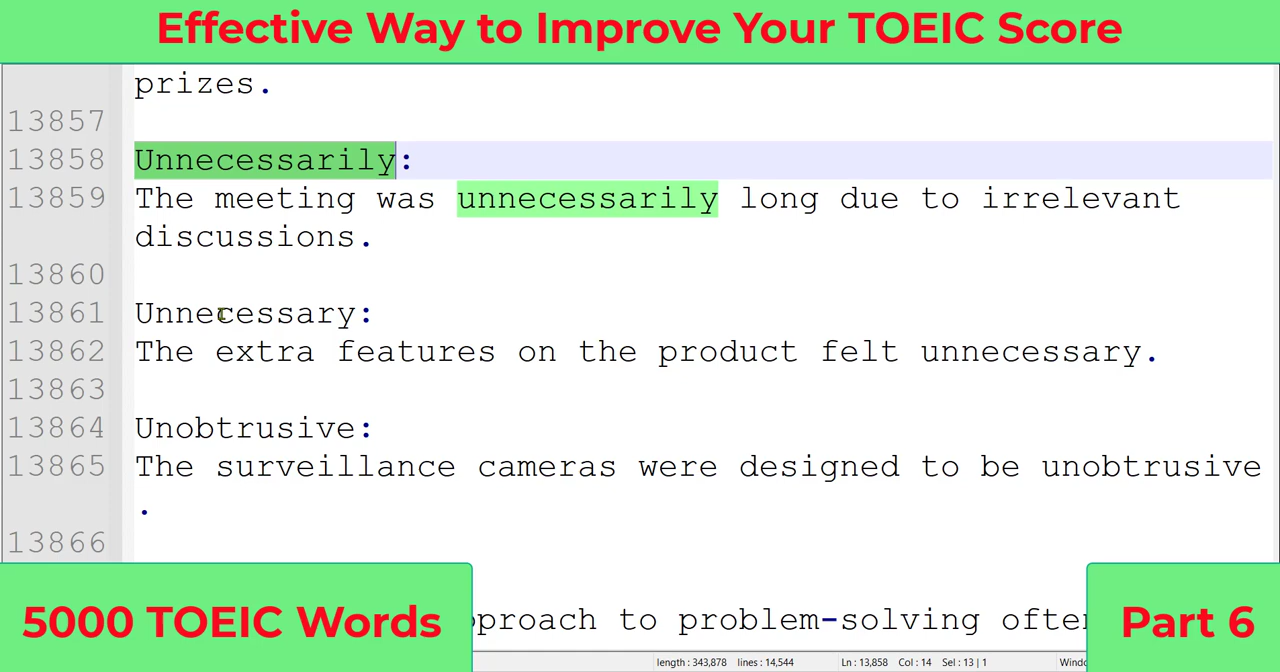 Effective Way to Improve Your TOEIC Score
prizes.
13857
13858 Unnecessarily:
13859 The meeting was unnecessarily long due to irrelevant
discussions.
13860
13861 Unnecessary:
13862 The extra features on the product felt unnecessary.
13863
13864 Unobtrusive:
13865 The surveillance cameras were designed to be unobtrusive
.
13866
to problem-solving
5000 TOEIC Words
Part 6
length : 343,878 lines : 14,544 Ln : 13,858 Col : 14 Sel : 13 | 1